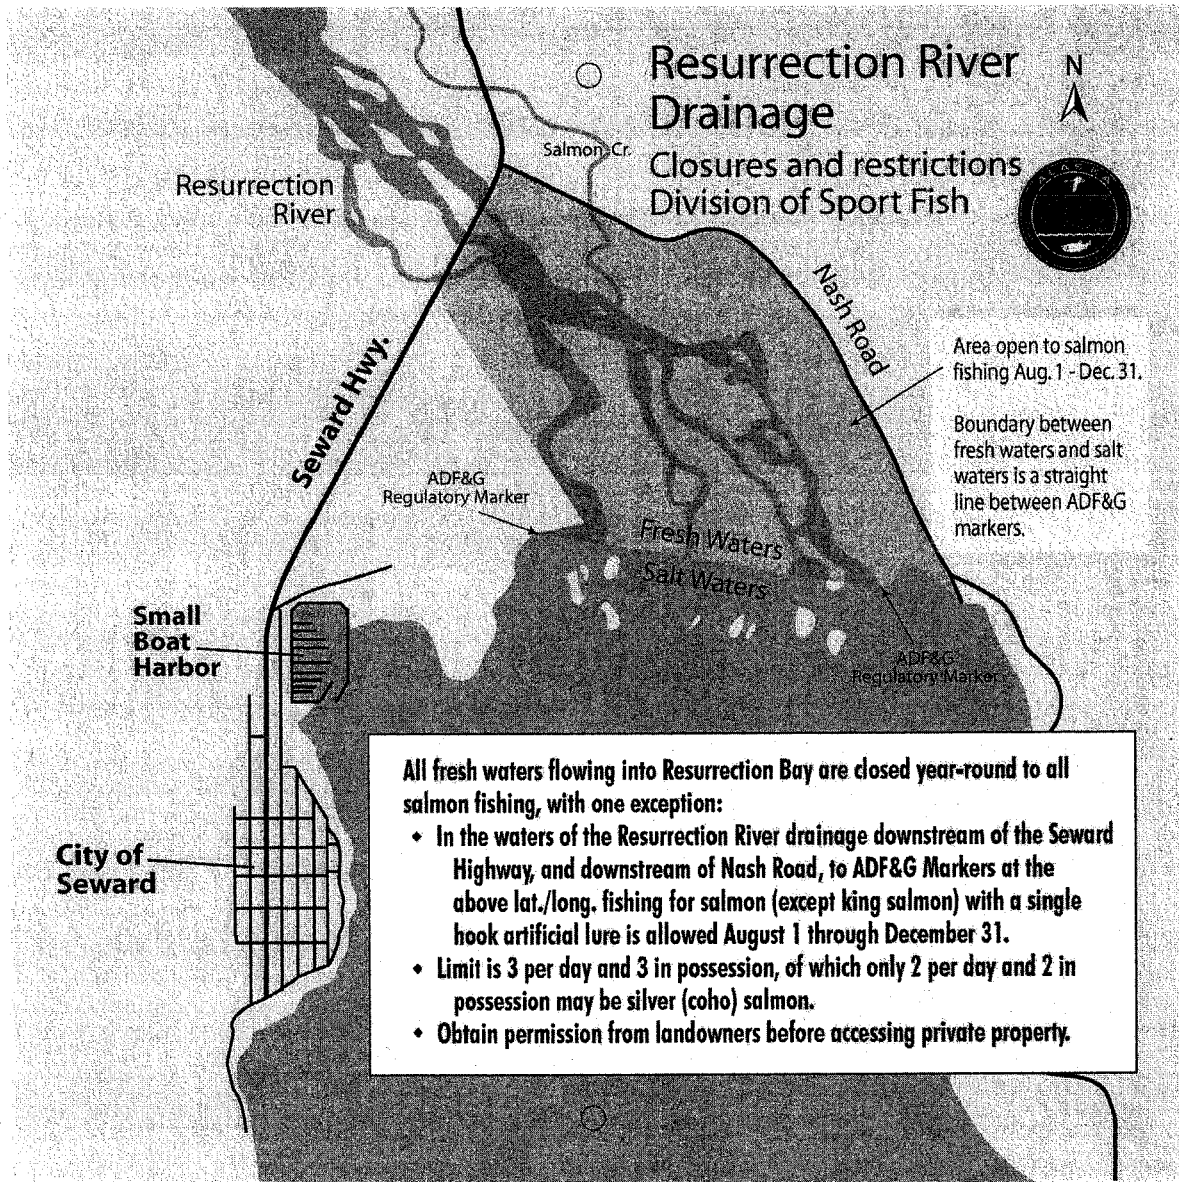 Resurrection River
Drainage
N
Closures and restrictions
Division of Sport Fish
Salmon Cr.
Resurrection
River
Nash Road
Seward Hwy.
Area open to salmon
fishing Aug. 1 - Dec. 31.
Boundary between
fresh waters and salt
waters is a straight
line between ADF&G
markers.
ADF&G
Regulatory Marker
Fresh Waters
Salt Waters
Small
Boat
Harbor
ADF&G
Regulatory Marker
City of
Seward
All fresh waters flowing into Resurrection Bay are closed year-round to all
salmon fishing, with one exception:
• In the waters of the Resurrection River drainage downstream of the Seward
Highway, and downstream of Nash Road, to ADF&G Markers at the
above lat./long. fishing for salmon (except king salmon) with a single
hook artificial lure is allowed August 1 through December 31.
• Limit is 3 per day and 3 in possession, of which only 2 per day and 2 in
possession may be silver (coho) salmon.
• Obtain permission from landowners before accessing private property.